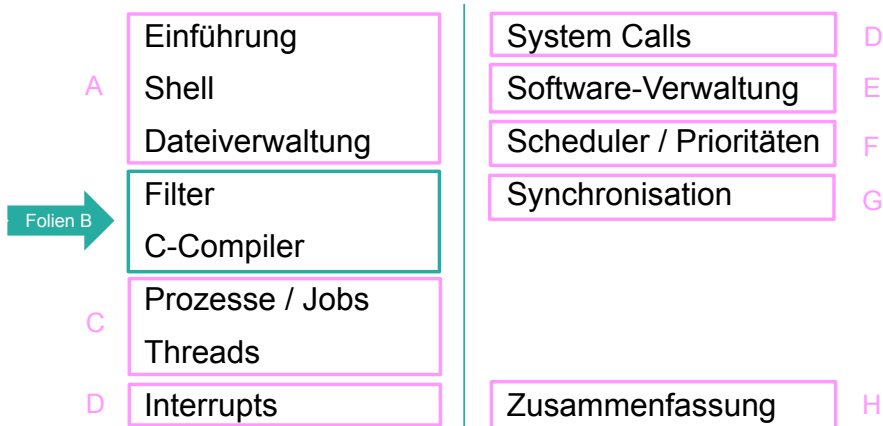 Einführung
A Shell
Dateiverwaltung
Folien B
Filter
C-Compiler
Prozesse / Jobs
C
Threads
D Interrupts
System Calls D
Software-Verwaltung E
Scheduler / Prioritäten F
Synchronisation G
Zusammenfassung H